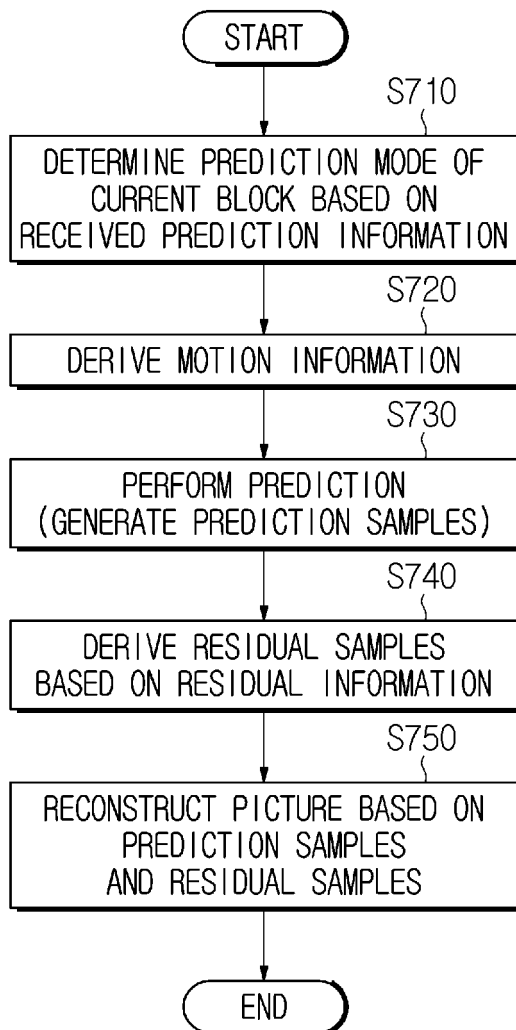 START
S710
DETERMINE PREDICTION MODE OF
CURRENT BLOCK BASED ON
RECEIVED PREDICTION INFORMATION
S720
DERIVE MOTION INFORMATION
S730
PERFORM PREDICTION
(GENERATE PREDICTION SAMPLES)
S740
DERIVE RESIDUAL SAMPLES
BASED ON RESIDUAL INFORMATION
S750
RECONSTRUCT PICTURE BASED ON
PREDICTION SAMPLES
AND RESIDUAL SAMPLES
END